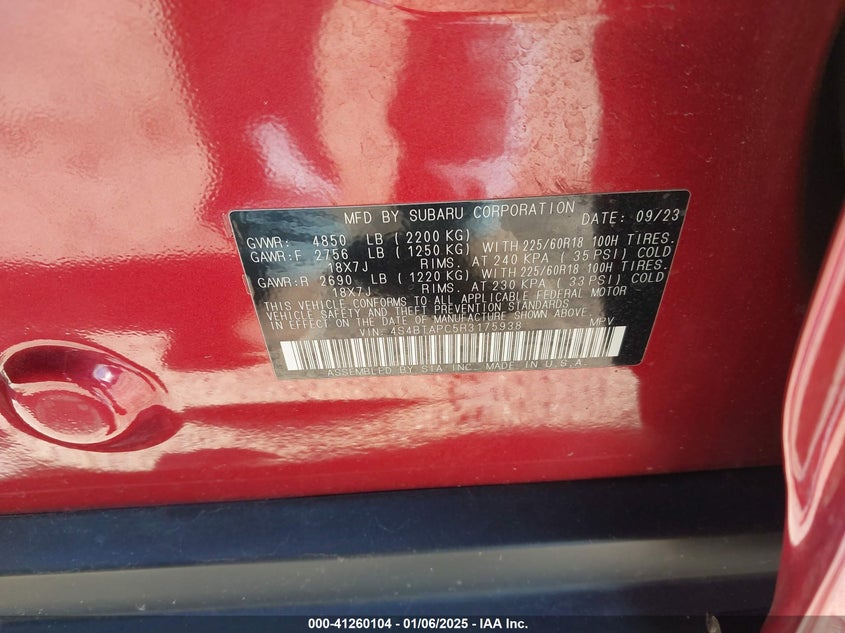 MFD BY SUBARU CORPORATION DATE: 09/23
GVWR: 4850 LB (2200 KG)
GAWR:F 2756 LB (1250 KG) WITH 225/60R18 100H TIRES.
18X7J RIMS. AT 240 KPA (35 PSI) COLD
GAWR:R 2690 LB (1220 KG) WITH 225/60R18 100H TIRES.
18X7J RIMS. AT 230 KPA (33 PSI) COLD
THIS VEHICLE CONFORMS TO ALL APPLICABLE FEDERAL MOTOR
VEHICLE SAFETY AND THEFT PREVENTION STANDARDS
IN EFFECT ON THE DATE OF MANUFACTURE SHOWN ABOVE.
VIN: 4S4BTAPC5R3175938 MPV
ASSEMBLED BY SIA INC. MADE IN U.S.A.
000-41260104 - 01/06/2025 - IAA Inc.